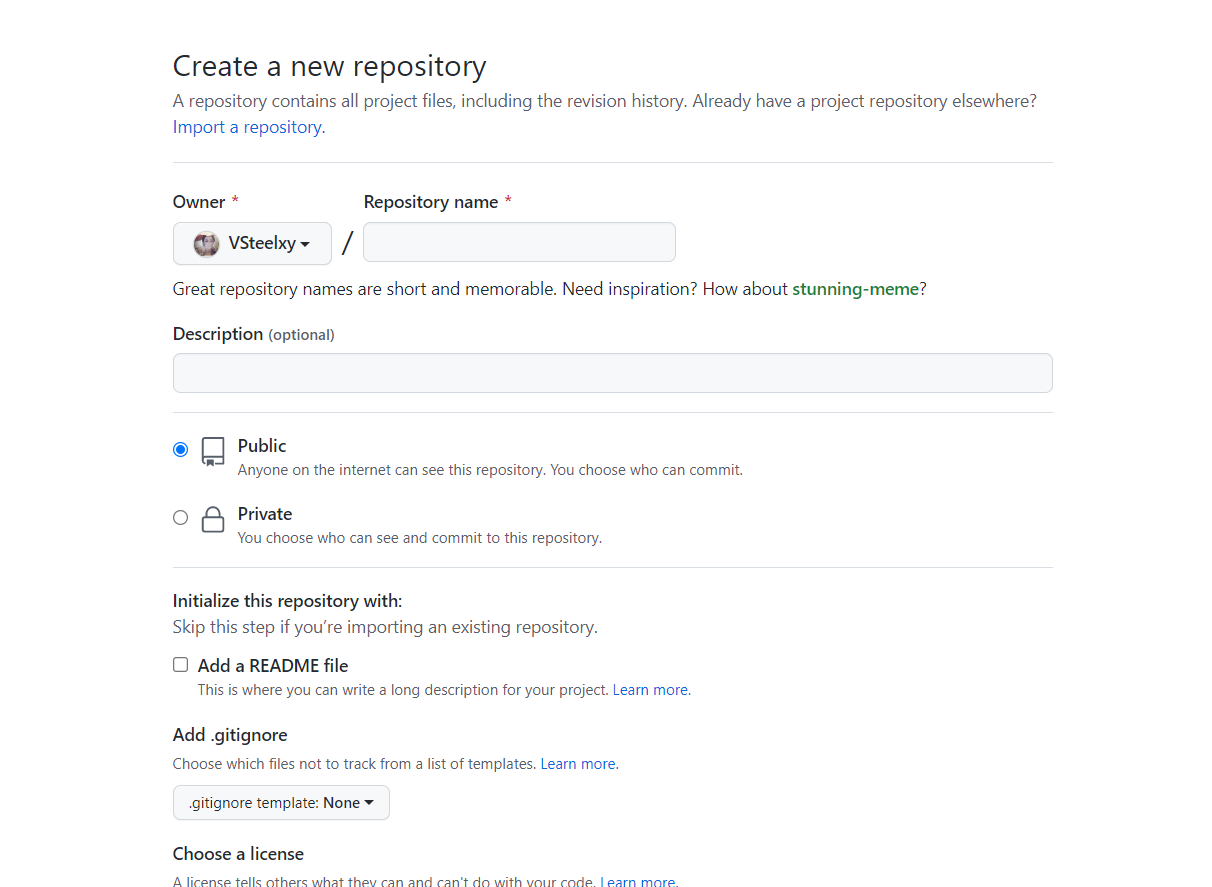 Create a new repository
A repository contains all project files, including the revision history. Already have a project repository elsewhere?
Import a repository.
Owner * Repository name *
VSteelxy /
Great repository names are short and memorable. Need inspiration? How about stunning-meme?
Description (optional)
Public
Anyone on the internet can see this repository. You choose who can commit.
Private
You choose who can see and commit to this repository.
Initialize this repository with:
Skip this step if you’re importing an existing repository.
Add a README file
This is where you can write a long description for your project. Learn more.
Add .gitignore
Choose which files not to track from a list of templates. Learn more.
.gitignore template: None
Choose a license
A license tells others what they can and can't do with your code. Learn more.